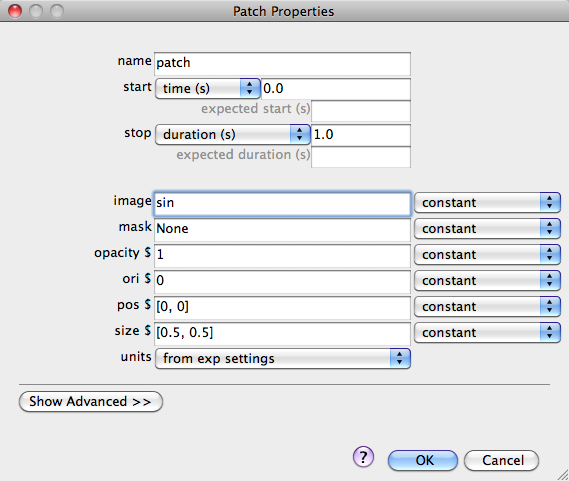 Patch Properties
name patch
start time (s) 0.0
expected start (s)
stop duration (s) 1.0
expected duration (s)
image sin constant
mask None constant
opacity $ 1 constant
ori $ 0 constant
pos $ [0, 0] constant
size $ [0.5, 0.5] constant
units from exp settings
Show Advanced >>
? OK Cancel